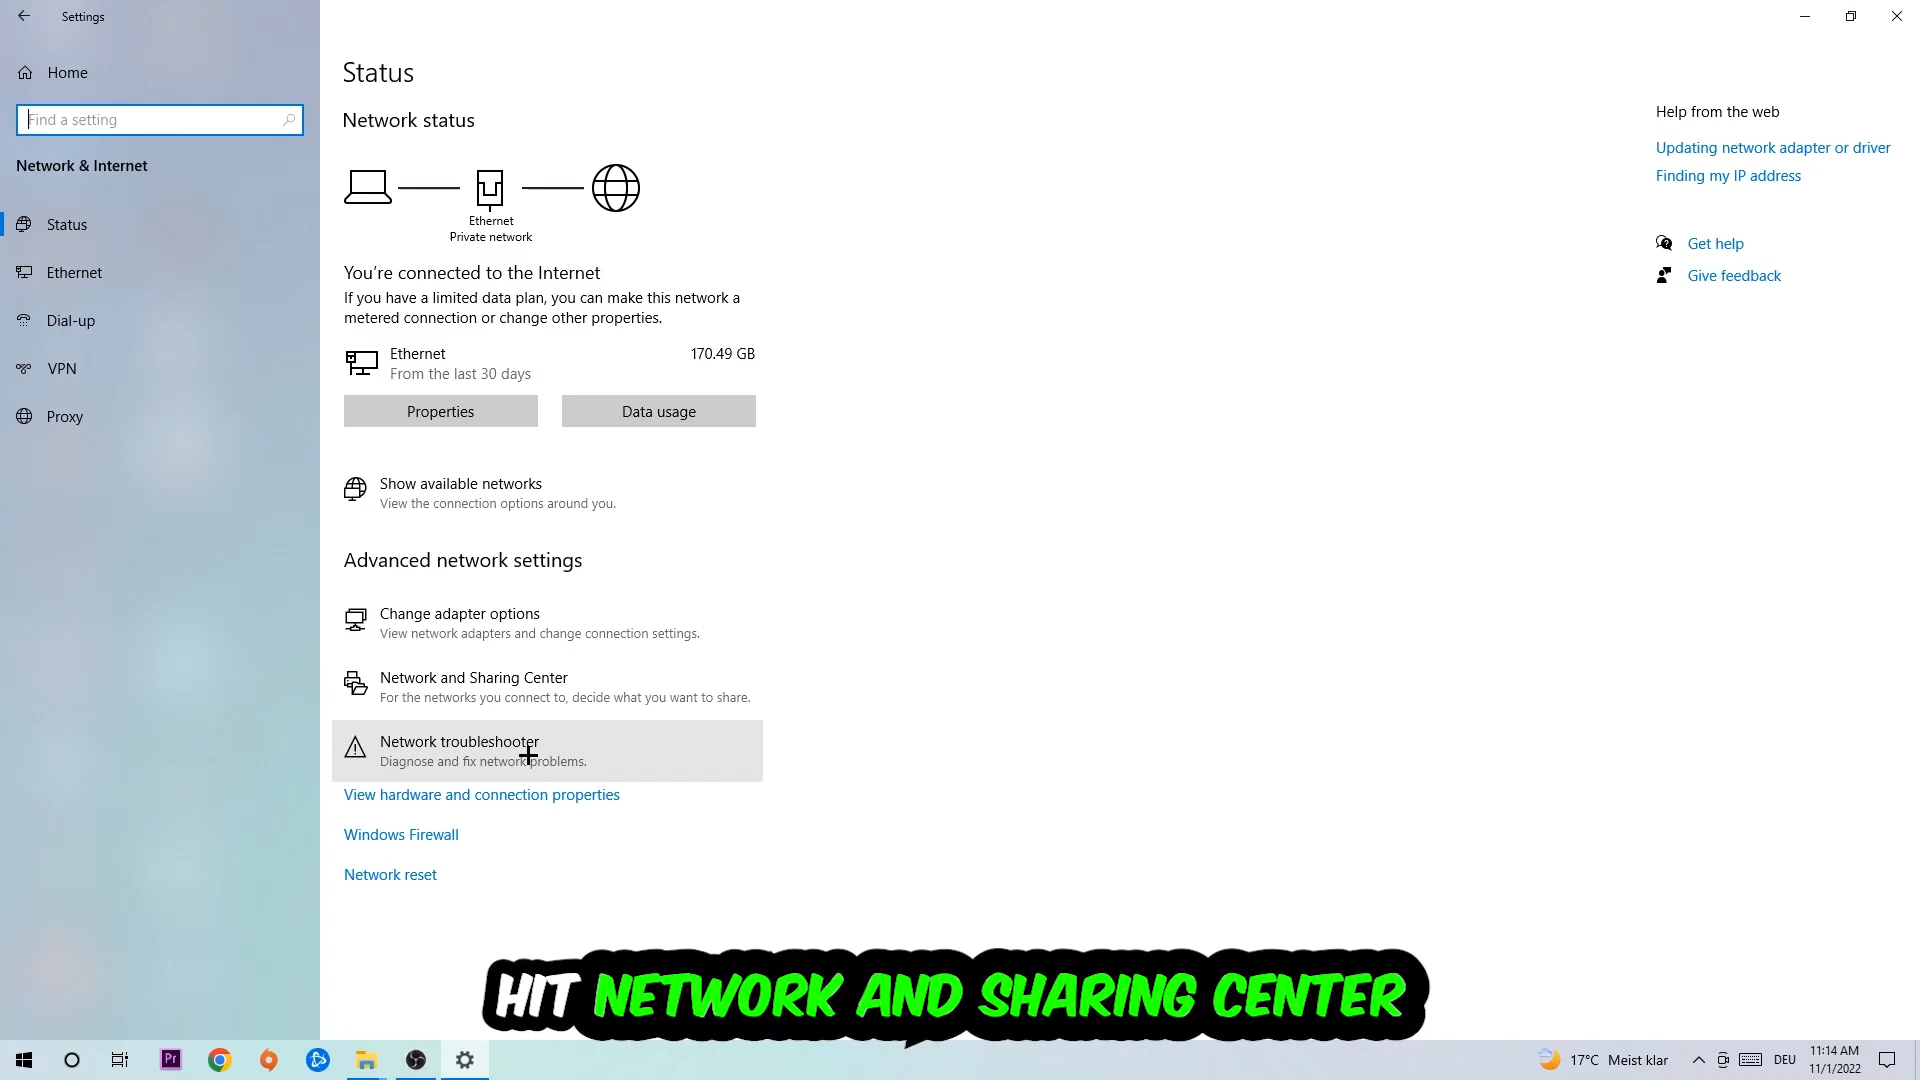 Settings
Home
Find a setting
Network & Internet
Status
Ethernet
Dial-up
VPN
Proxy
Status
Network status
Ethernet
Private network
You're connected to the Internet
If you have a limited data plan, you can make this network a
metered connection or change other properties.
Ethernet 170.49 GB
From the last 30 days
Properties Data usage
Show available networks
View the connection options around you.
Advanced network settings
Change adapter options
View network adapters and change connection settings.
Network and Sharing Center
For the networks you connect to, decide what you want to share.
Network troubleshooter
Diagnose and fix network problems.
View hardware and connection properties
Windows Firewall
Network reset
Help from the web
Updating network adapter or driver
Finding my IP address
Get help
Give feedback
HIT NETWORK AND SHARING CENTER
Pr
17°C Meist klar
DEU
11:14 AM
11/1/2022